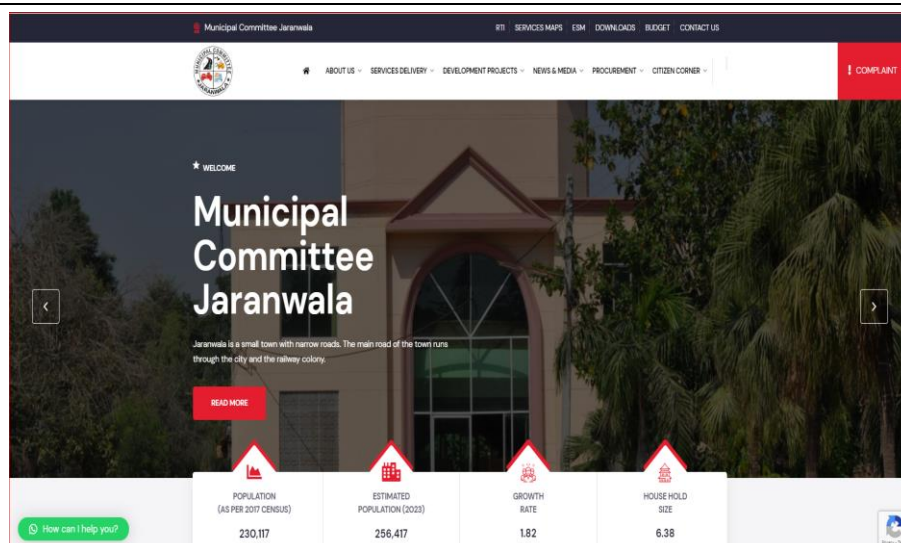 Municipal Committee Jaranwala
RTI SERVICES MAPS ESM DOWNLOADS BUDGET CONTACT US
MUNICIPAL COMMITTEE
JARANWALA
ABOUT US SERVICES DELIVERY DEVELOPMENT PROJECTS NEWS & MEDIA PROCUREMENT CITIZEN CORNER
COMPLAINT
WELCOME
Municipal
Committee
Jaranwala
Jaranwala is a small town with narrow roads. The main road of the town runs
through the city and the railway colony.
READ MORE
POPULATION
(AS PER 2017 CENSUS)
230,117
ESTIMATED
POPULATION (2023)
256,417
GROWTH
RATE
1.82
HOUSE HOLD
SIZE
6.38
How can I help you?